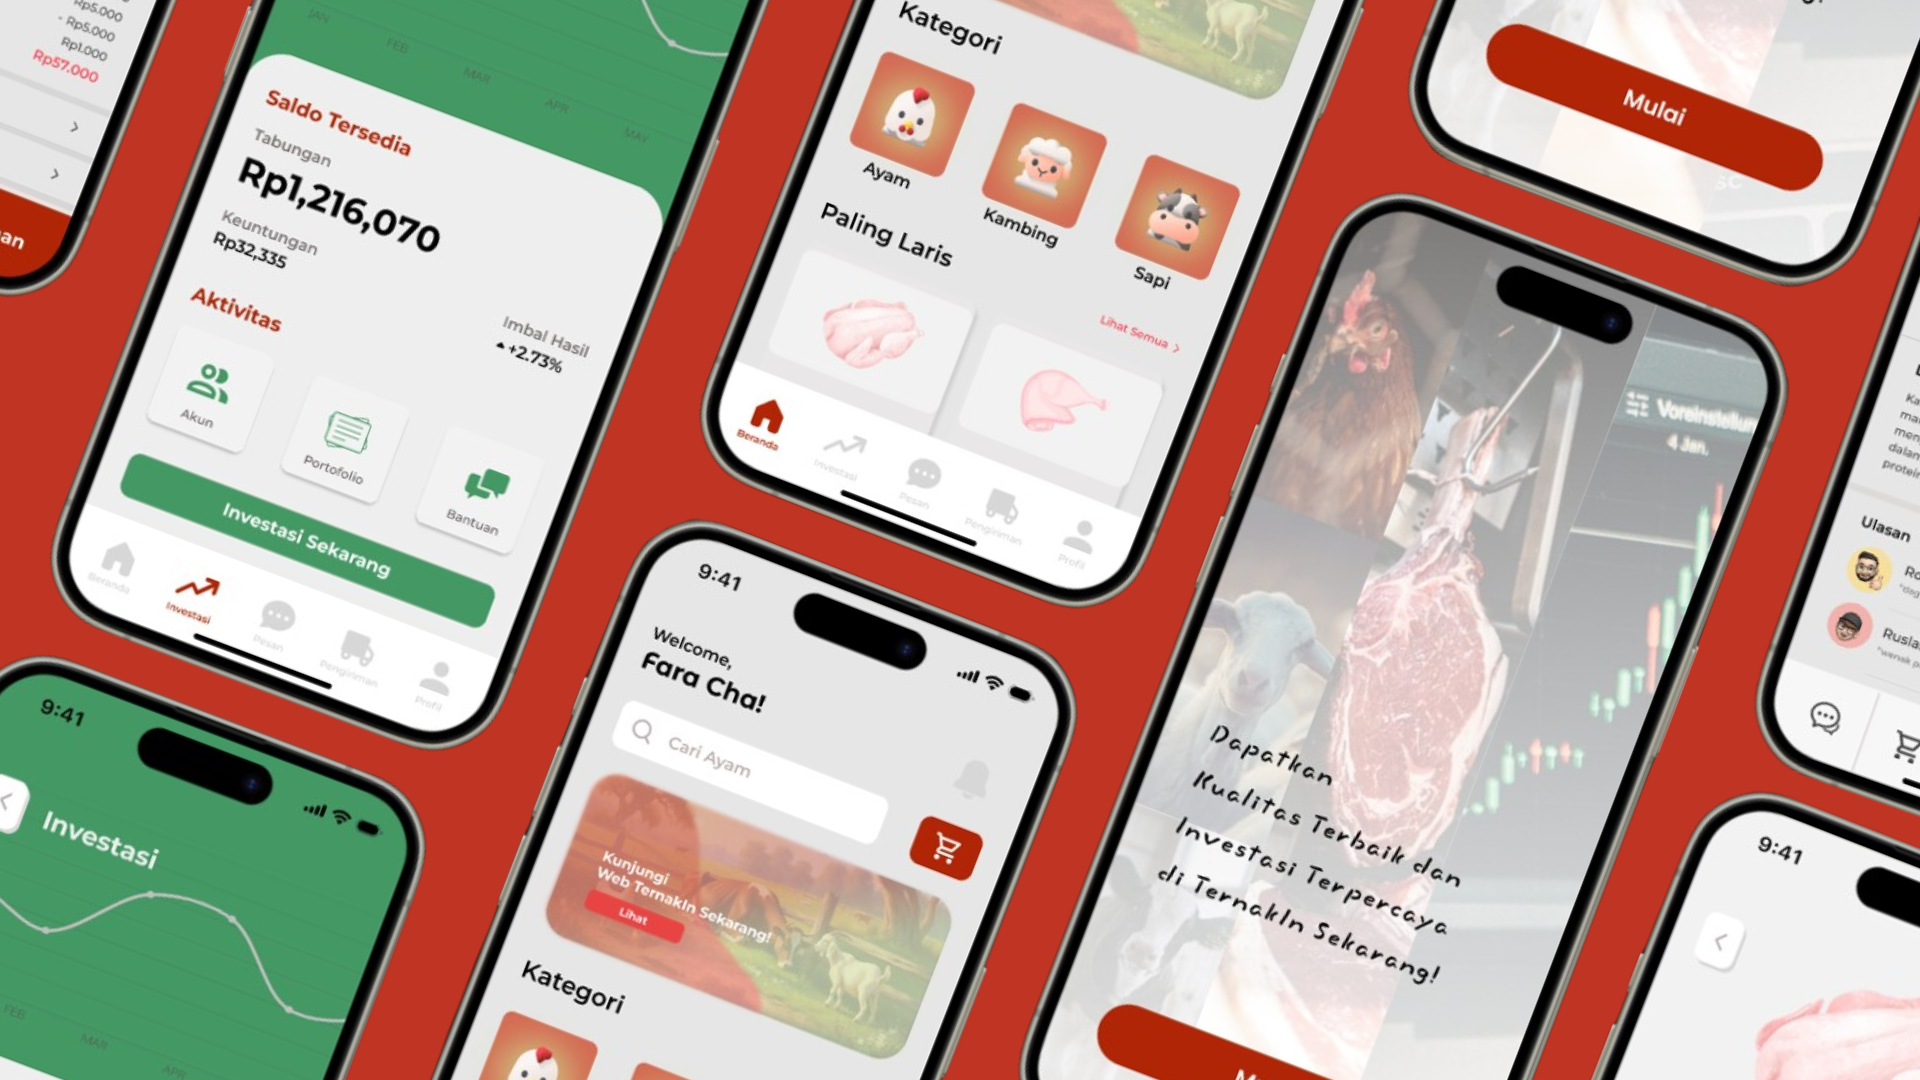 Rp5.000
- Rp5.000
Rp1.000
Rp57.000
an
JAN
FEB
MAR
APR
MAY
Saldo Tersedia
Tabungan
Rp1,216,070
Keuntungan
Rp32,335
Imbal Hasil
+2.73%
Aktivitas
Akun
Portofolio
Bantuan
Investasi Sekarang
Beranda
Investasi
Pesan
Pengiriman
Profil
9:41
Investasi
FEB
MAR
APR
Kategori
Ayam
Kambing
Sapi
Paling Laris
Lihat Semua
Beranda
Investasi
Pesan
Pengiriman
Profil
9:41
Welcome,
Fara Cha!
Cari Ayam
Kunjungi
Web TernakIn Sekarang!
Lihat
Kategori
Mulai
Voreinstellun
4 Jan.
Dapatkan
Kualitas Terbaik dan
Investasi Terpercaya
di TernakIn Sekarang!
Ulasan
9:41